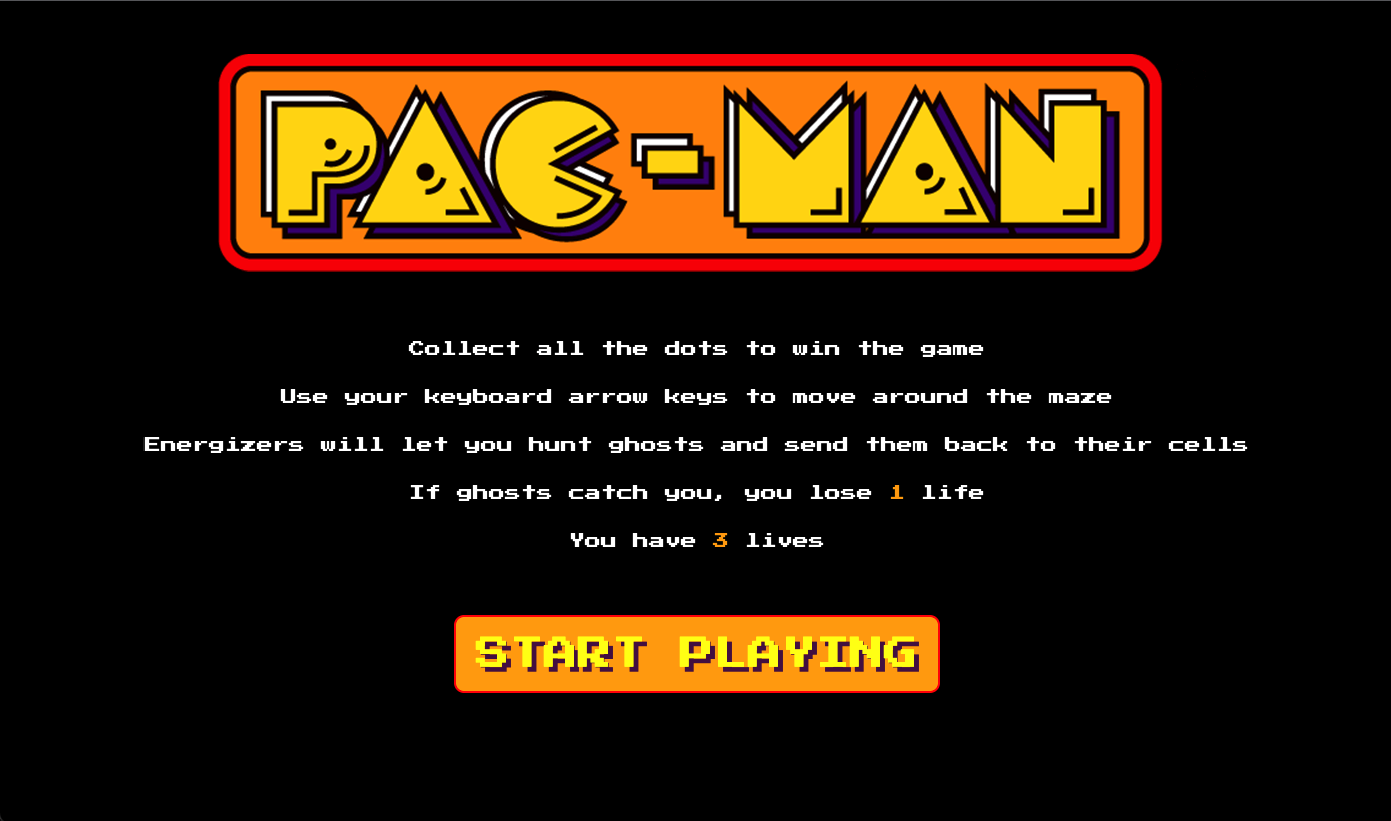 PAC-MAN
Collect all the dots to win the game
Use your keyboard arrow keys to move around the maze
Energizers will let you hunt ghosts and send them back to their cells
If ghosts catch you, you lose 1 life
You have 3 lives
START PLAYING